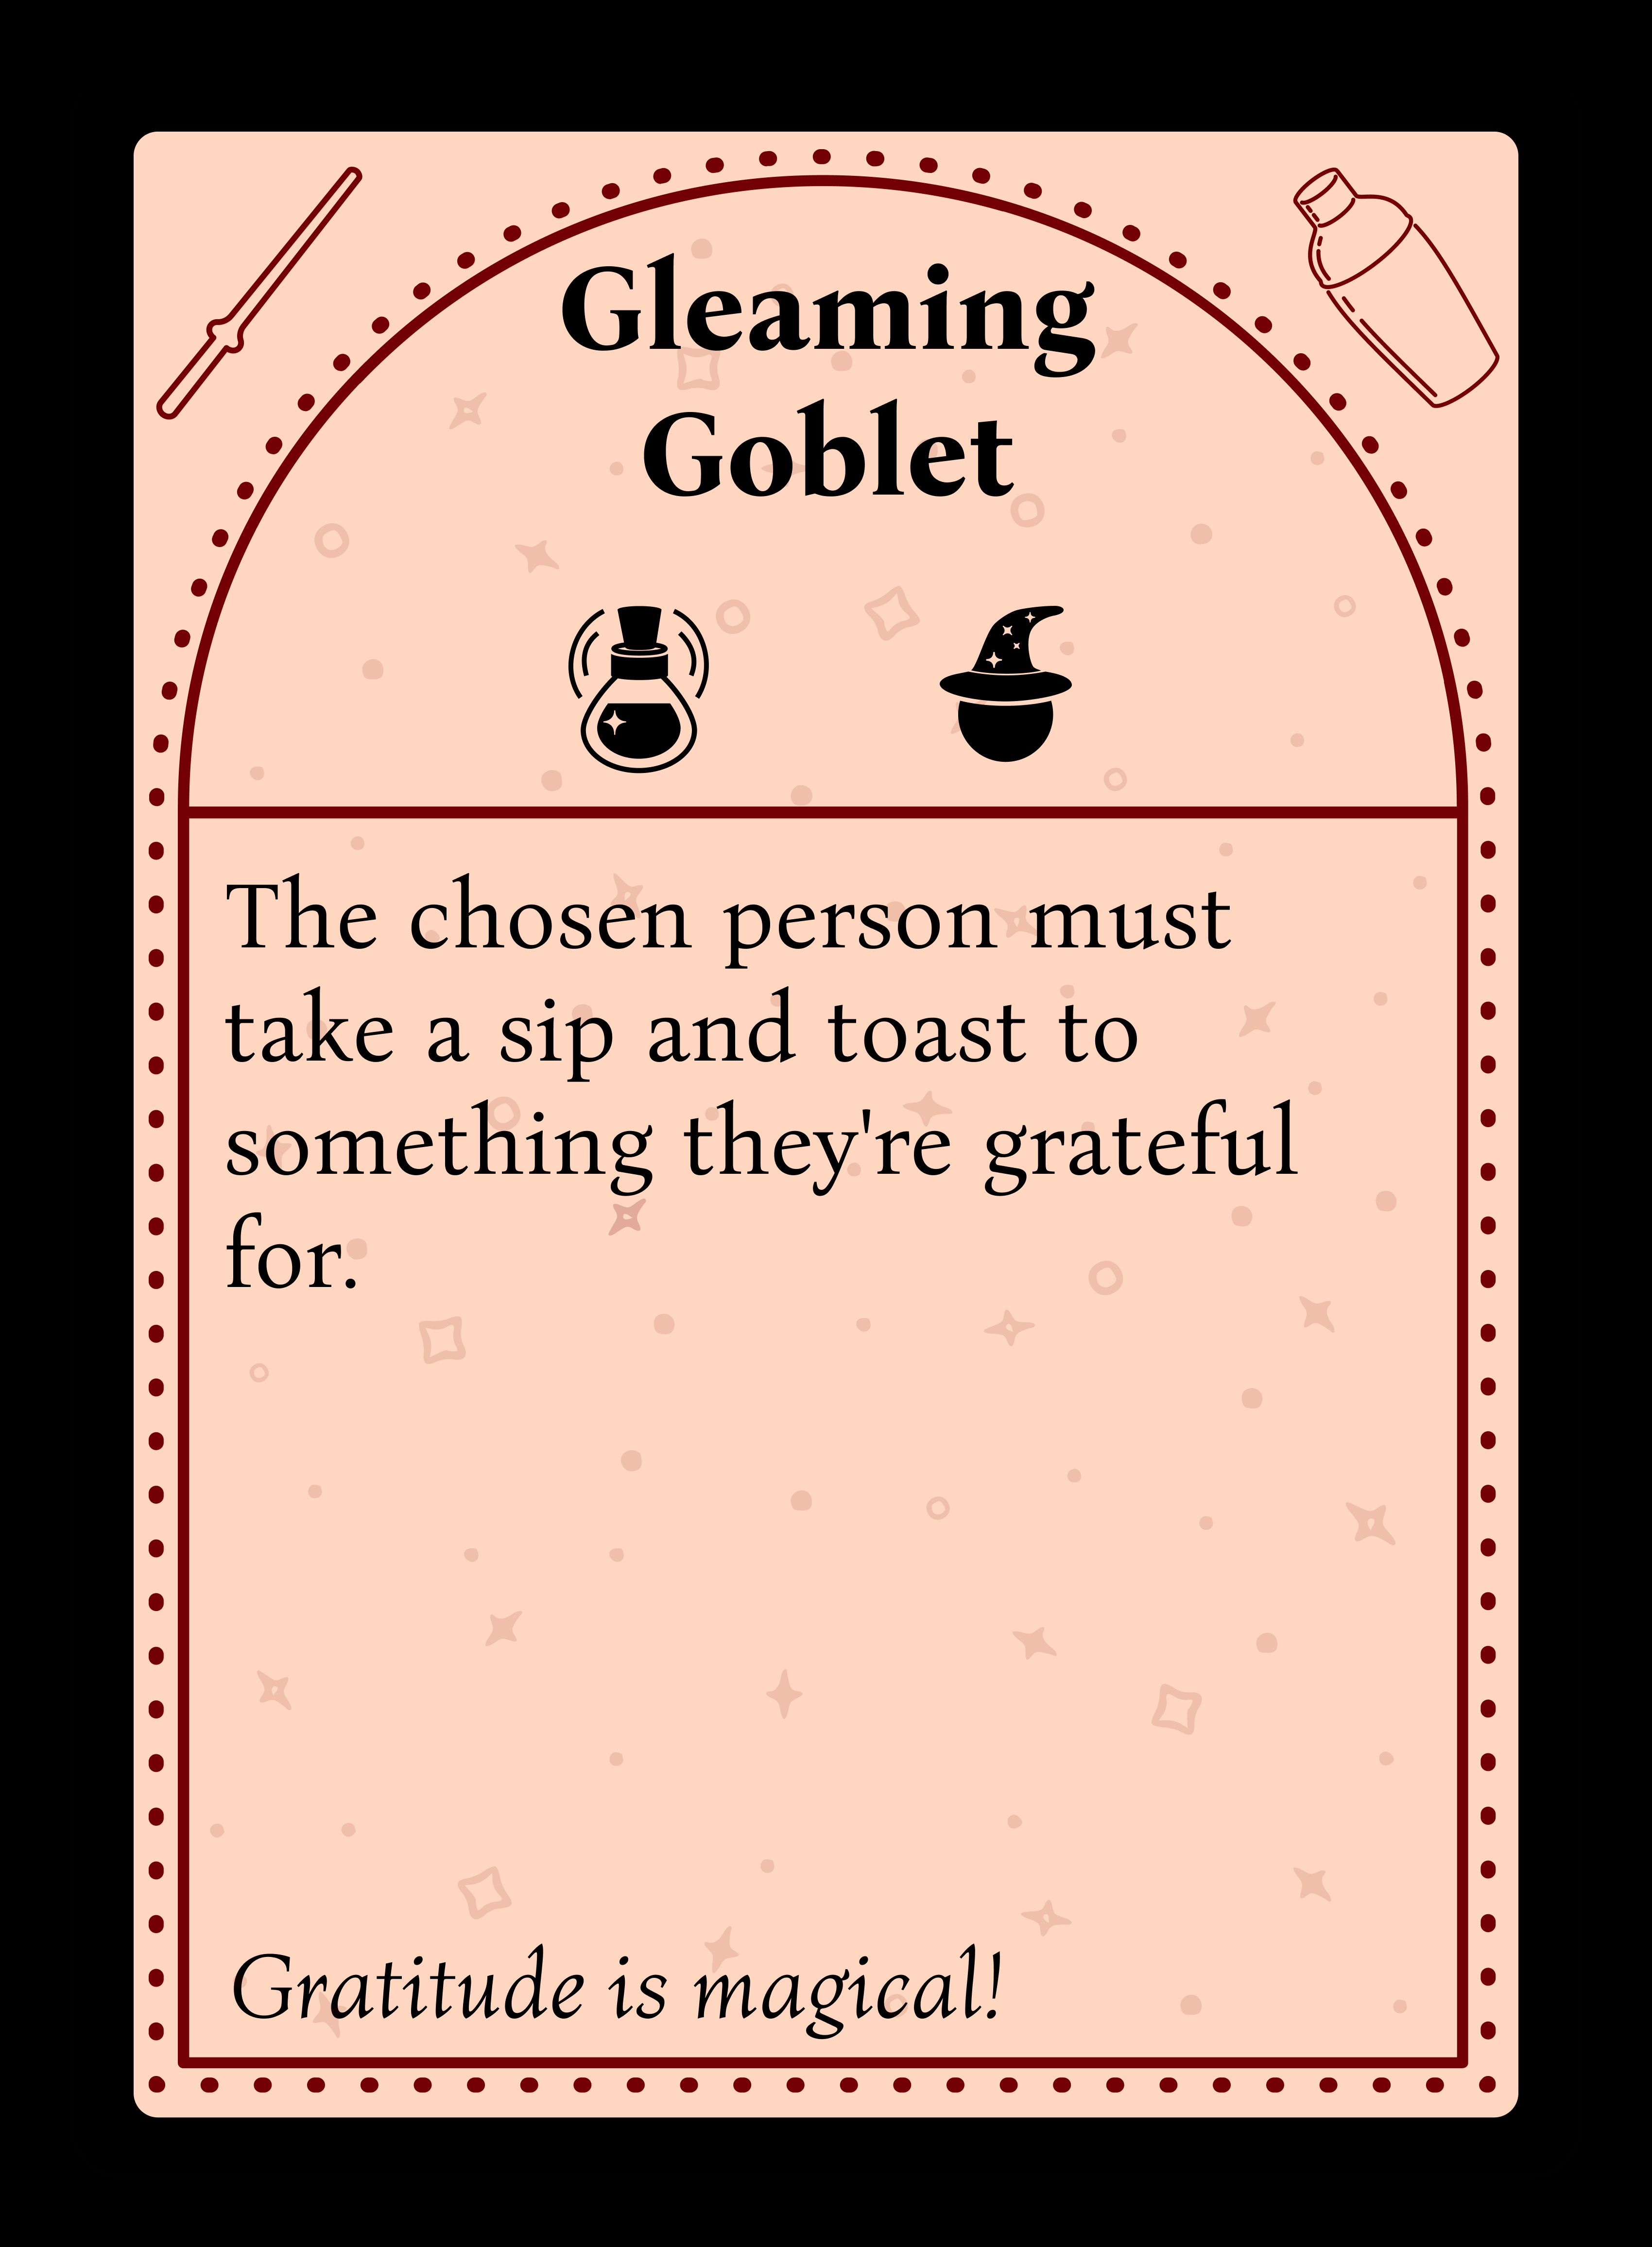 Gleaming
Goblet
The chosen person must
take a sip and toast to
something they're grateful
for.
Gratitude is magical!